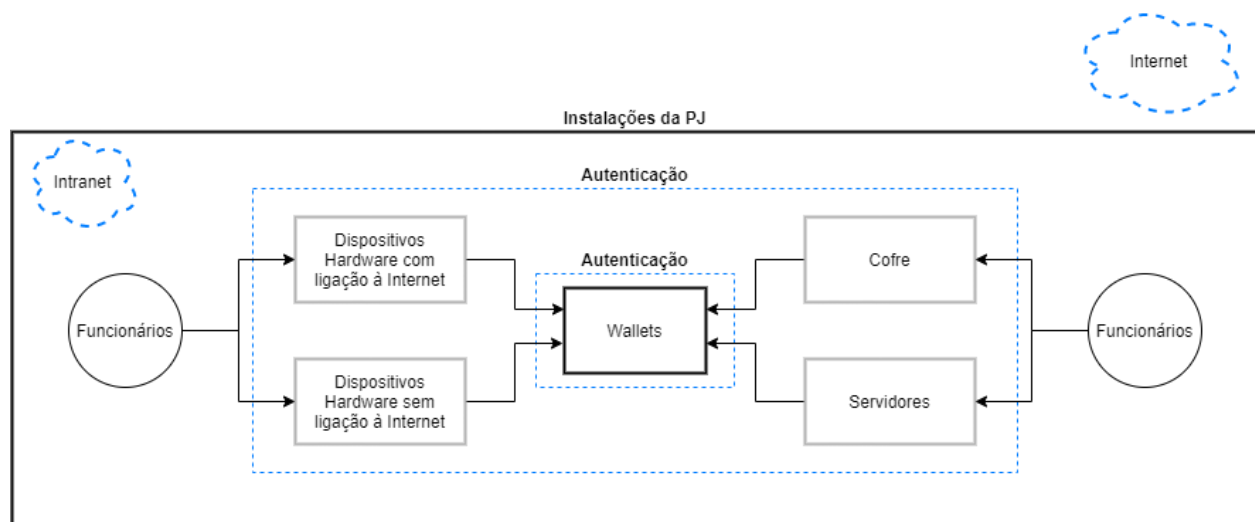 Internet
Instalações da PJ
Intranet
Autenticação
Dispositivos
Hardware com
ligação à Internet
Autenticação
Cofre
Funcionários
Wallets
Funcionários
Dispositivos
Hardware sem
ligação à Internet
Servidores